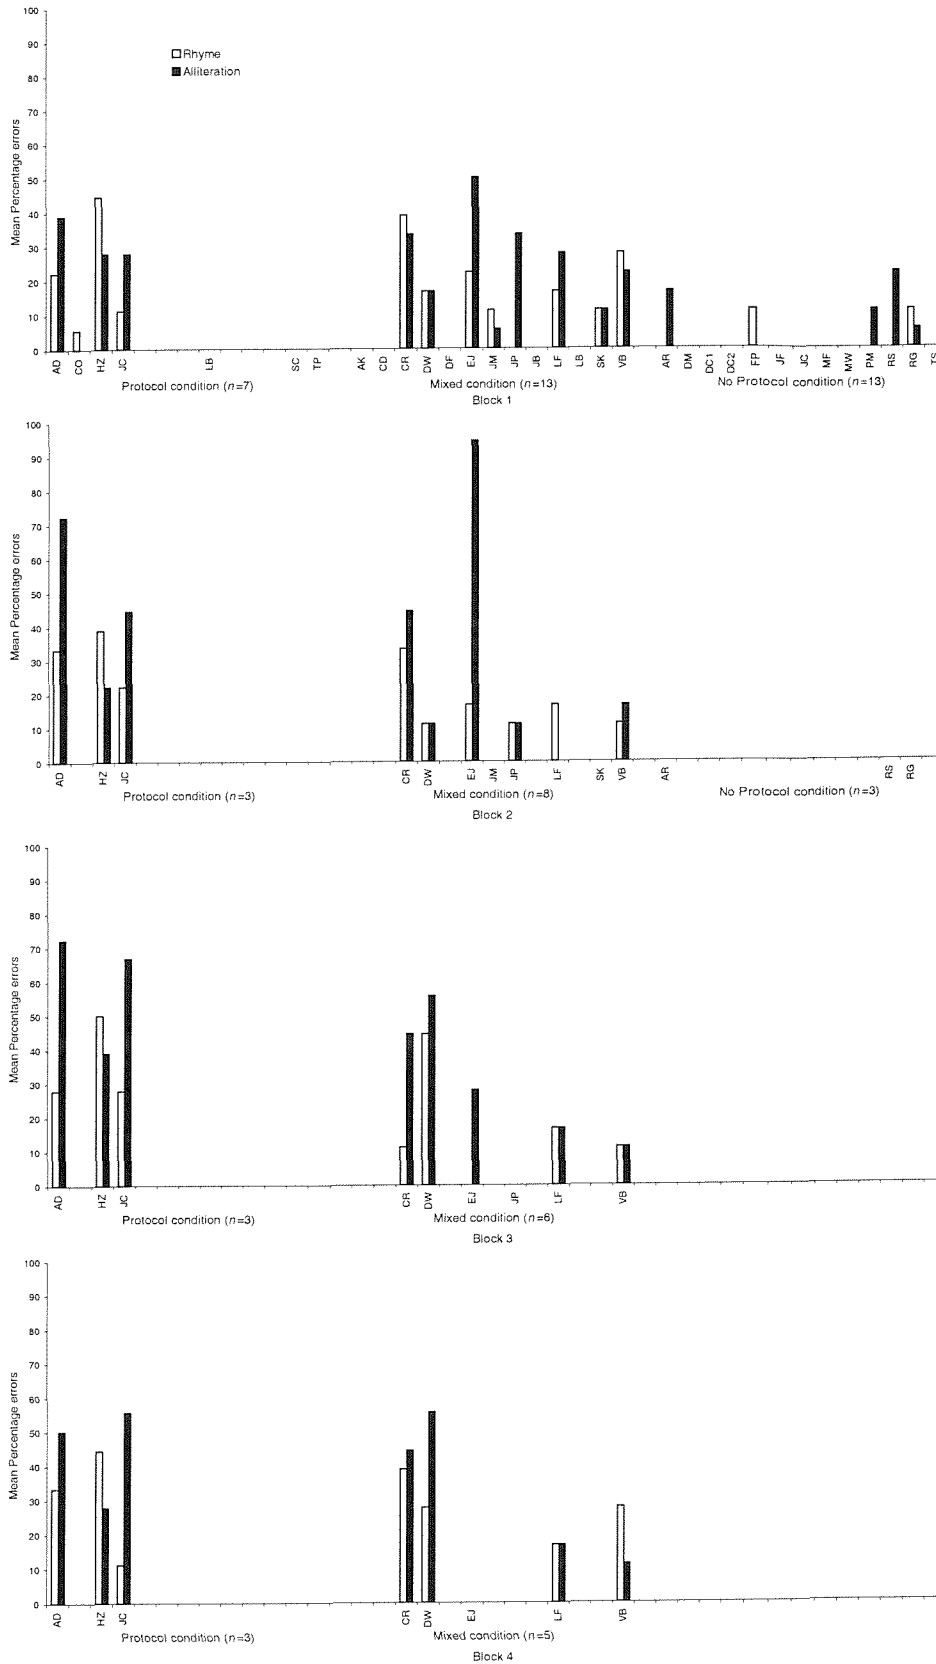 100
90
80
70
60
50
40
30
20
10
0
Mean Percentage errors
Rhyme
Alliteration
AD CO HZ JC LB SC TP AK CD CR DW DF EJ JM JP JB LF LB SK VB AR DM DC1 DC2 FP JF JC MF MW PM RS RG TS
Protocol condition (n=7) Mixed condition (n=13) No Protocol condition (n=13)
Block 1
100
90
80
70
60
50
40
30
20
10
0
Mean Percentage errors
AD HZ JC CR DW EJ JM JP LF SK VB AR RS RG
Protocol condition (n=3) Mixed condition (n=8) No Protocol condition (n=3)
Block 2
100
90
80
70
60
50
40
30
20
10
0
Mean Percentage errors
AD HZ JC CR DW EJ JP LF VB
Protocol condition (n=3) Mixed condition (n=6)
Block 3
100
90
80
70
60
50
40
30
20
10
0
Mean Percentage errors
AD HZ JC CR DW EJ LF VB
Protocol condition (n=3) Mixed condition (n=5)
Block 4